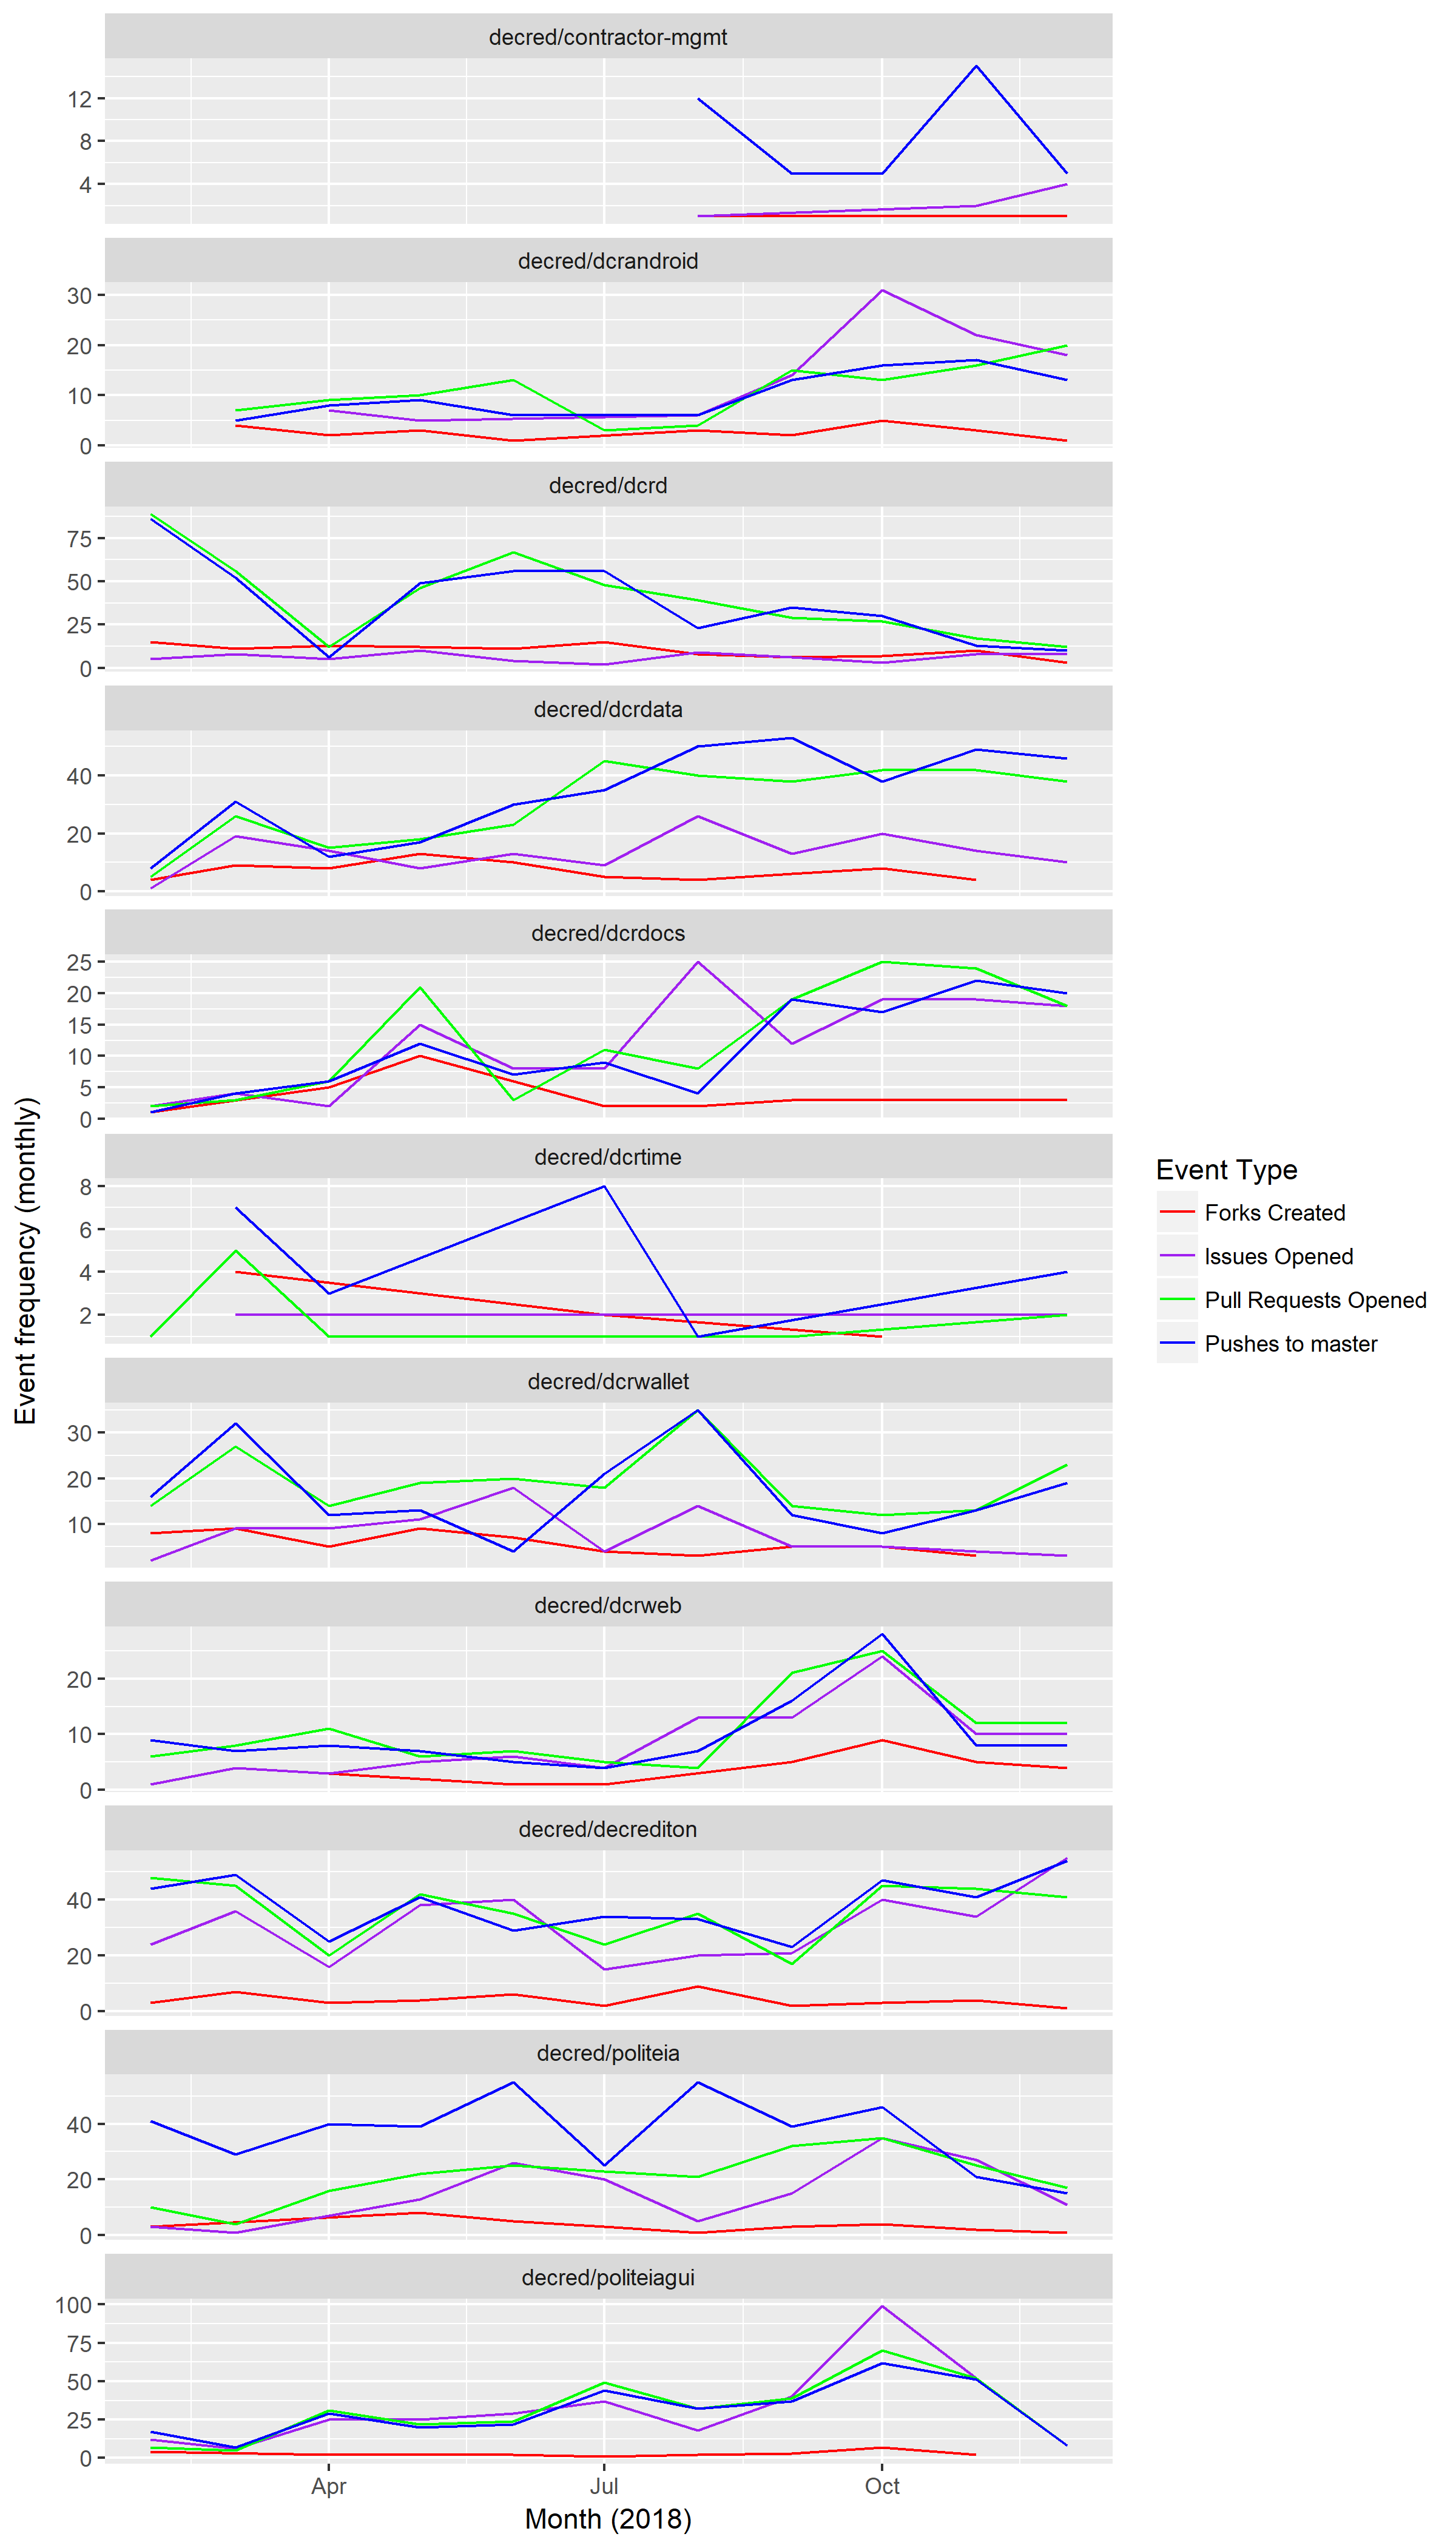 decred/contractor-mgmt
12
8
4
decred/dcrandroid
30
20
10
0
decred/dcrd
75
50
25
0
decred/dcrdata
40
20
0
decred/dcrdocs
25
20
15
10
5
0
decred/dcrtime
8
6
4
2
decred/dcrwallet
30
20
10
decred/dcrweb
20
10
0
decred/decrediton
40
20
0
decred/politeia
40
20
0
decred/politeiagui
100
75
50
25
0
Apr Jul Oct
Month (2018)
Event frequency (monthly)
Event Type
Forks Created
Issues Opened
Pull Requests Opened
Pushes to master